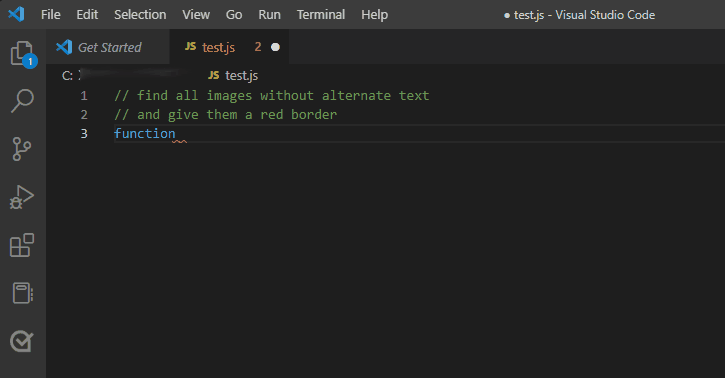 File Edit Selection View Go Run Terminal Help ● test.js - Visual Studio Code
Get Started JS test.js 2 ●
1
C: JS test.js
1 // find all images without alternate text
2 // and give them a red border
3 function